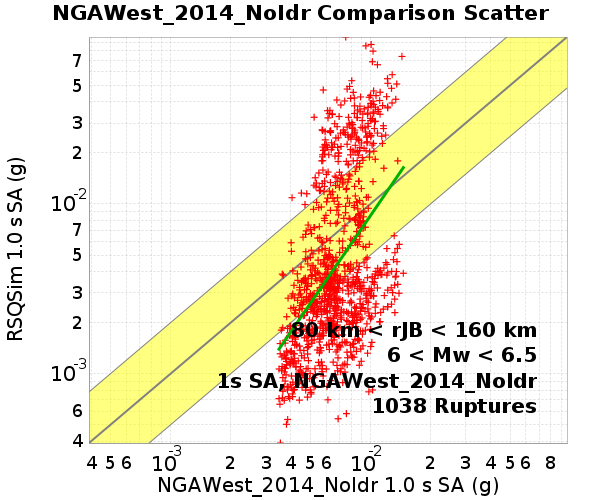 NGAWest_2014_NoIdr Comparison Scatter
RSQSim 1.0 s SA (g)
7
5
3
2
10-2
7
5
3
2
10-3
6
4
80 km < rJB < 160 km
6 < Mw < 6.5
1s SA, NGAWest_2014_NoIdr
1038 Ruptures
4 5 6 10-3 2 3 4 5 6 10-2 2 3 4 5 6 8
NGAWest_2014_NoIdr 1.0 s SA (g)